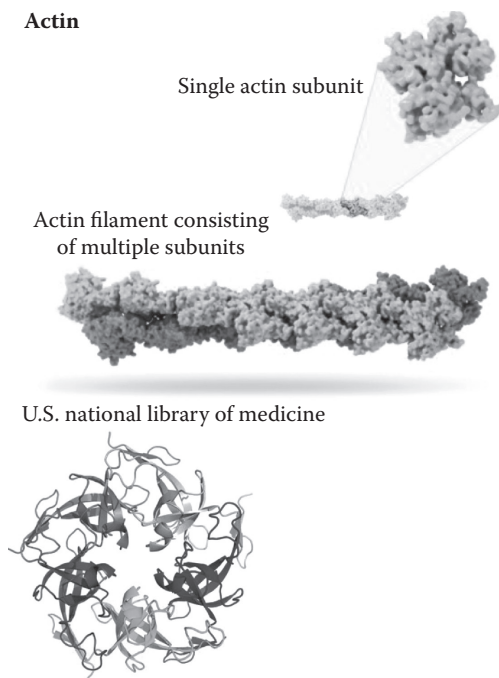 Actin
Single actin subunit
Actin filament consisting
of multiple subunits
U.S. national library of medicine